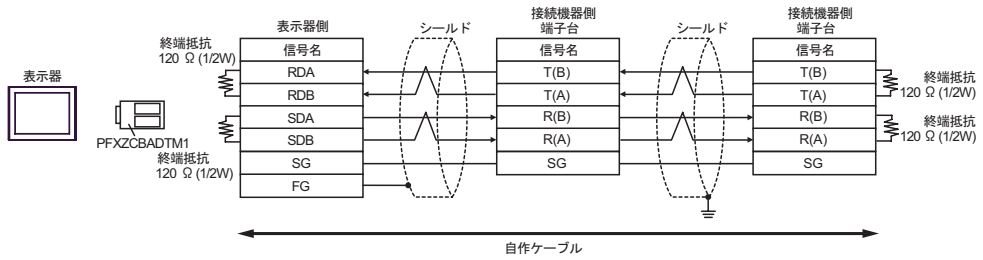 表示器
PFXZCBADTM1
終端抵抗
120 Ω (1/2W)
終端抵抗
120 Ω (1/2W)
表示器側
信号名
RDA
RDB
SDA
SDB
SG
FG
シールド
接続機器側
端子台
信号名
T(B)
T(A)
R(B)
R(A)
SG
シールド
接続機器側
端子台
信号名
T(B)
T(A)
R(B)
R(A)
SG
終端抵抗
120 Ω (1/2W)
終端抵抗
120 Ω (1/2W)
自作ケーブル